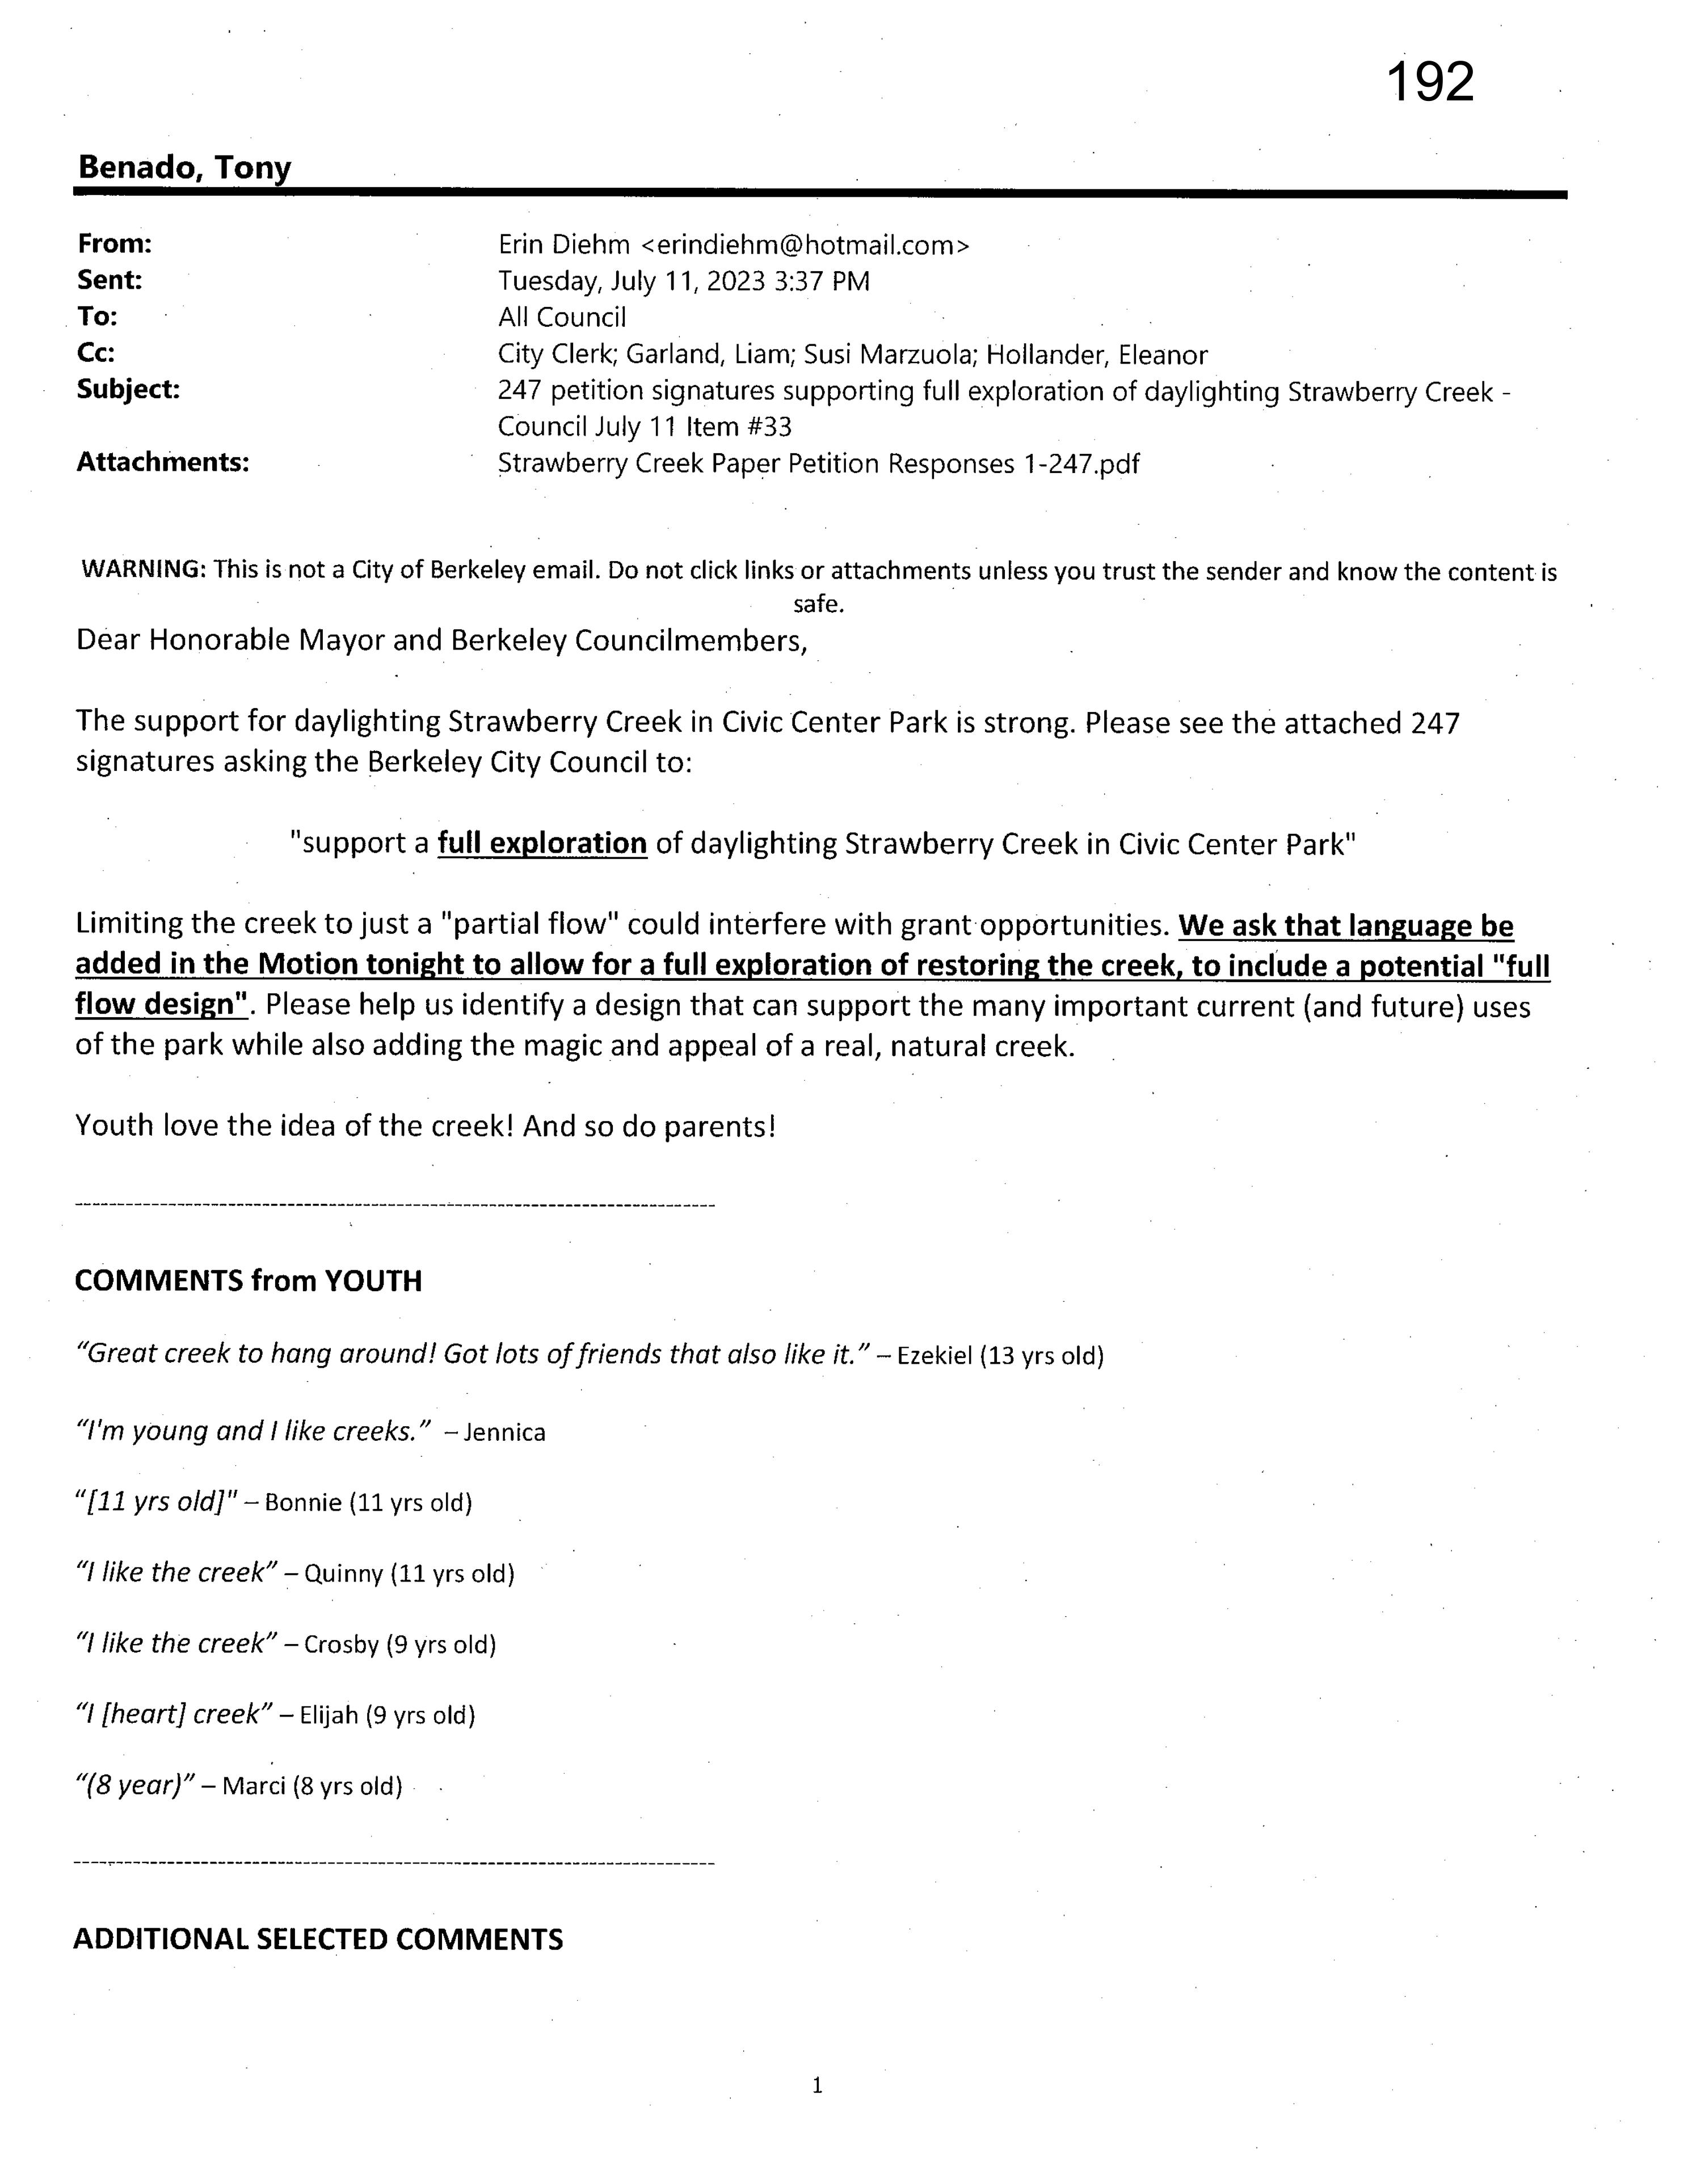 192
Benado, Tony
From: Erin Diehm <erindiehm@hotmail.com>
Sent: Tuesday, July 11, 2023 3:37 PM
To: All Council
Cc: City Clerk; Garland, Liam; Susi Marzuola; Hollander, Eleanor
Subject: 247 petition signatures supporting full exploration of daylighting Strawberry Creek -
Council July 11 Item #33
Attachments: Strawberry Creek Paper Petition Responses 1-247.pdf
WARNING: This is not a City of Berkeley email. Do not click links or attachments unless you trust the sender and know the content is
safe.
Dear Honorable Mayor and Berkeley Councilmembers,
The support for daylighting Strawberry Creek in Civic Center Park is strong. Please see the attached 247
signatures asking the Berkeley City Council to:
"support a full exploration of daylighting Strawberry Creek in Civic Center Park"
Limiting the creek to just a "partial flow" could interfere with grant opportunities. We ask that language be
added in the Motion tonight to allow for a full exploration of restoring the creek, to include a potential "full
flow design". Please help us identify a design that can support the many important current (and future) uses
of the park while also adding the magic and appeal of a real, natural creek.
Youth love the idea of the creek! And so do parents!
--------------------------------------------------------------------------
COMMENTS from YOUTH
“Great creek to hang around! Got lots of friends that also like it.” – Ezekiel (13 yrs old)
“I'm young and I like creeks.” – Jennica
“[11 yrs old]" – Bonnie (11 yrs old)
“I like the creek” – Quinny (11 yrs old)
“I like the creek” – Crosby (9 yrs old)
“I [heart] creek” – Elijah (9 yrs old)
“(8 year)” – Marci (8 yrs old)
--------------------------------------------------------------------------
ADDITIONAL SELECTED COMMENTS
1